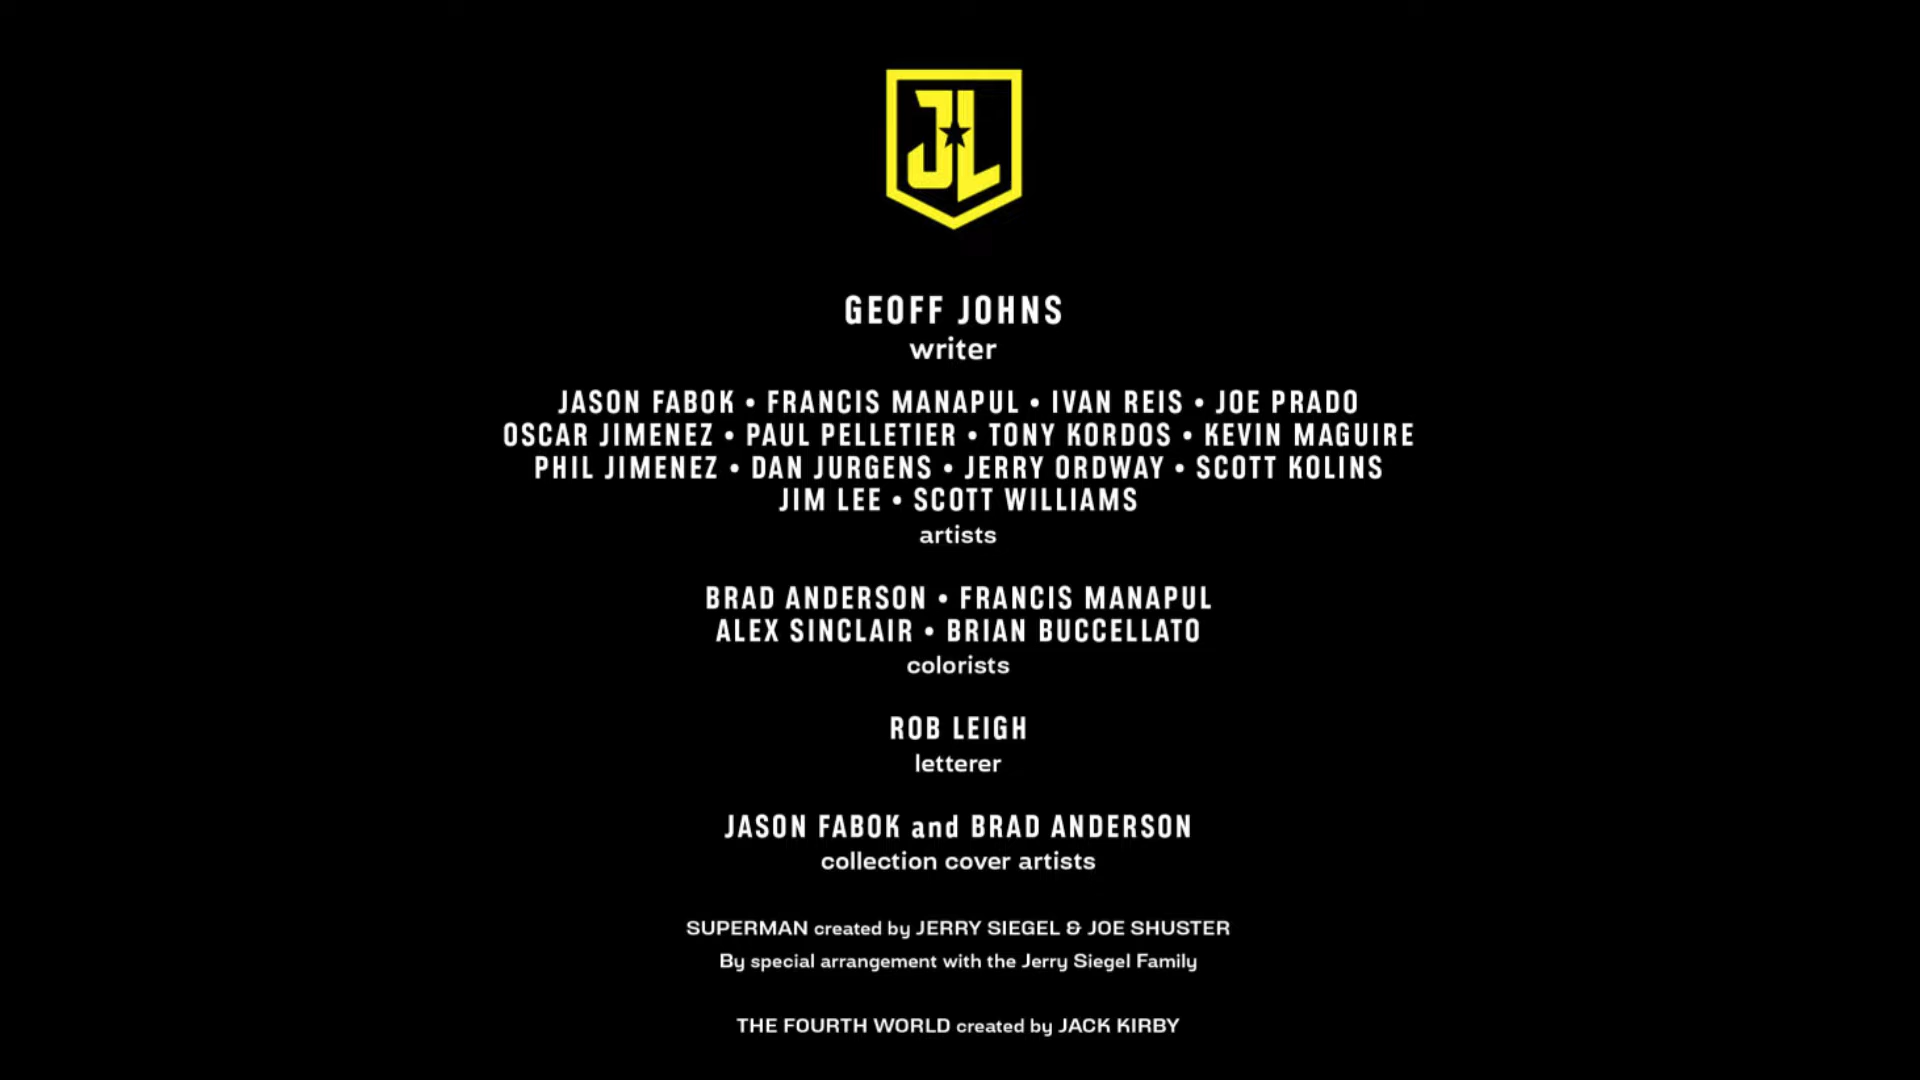 JL
GEOFF JOHNS
writer
JASON FABOK • FRANCIS MANAPUL • IVAN REIS • JOE PRADO
OSCAR JIMENEZ • PAUL PELLETIER • TONY KORDOS • KEVIN MAGUIRE
PHIL JIMENEZ • DAN JURGENS • JERRY ORDWAY • SCOTT KOLINS
JIM LEE • SCOTT WILLIAMS
artists
BRAD ANDERSON • FRANCIS MANAPUL
ALEX SINCLAIR • BRIAN BUCCELLATO
colorists
ROB LEIGH
letterer
JASON FABOK and BRAD ANDERSON
collection cover artists
SUPERMAN created by JERRY SIEGEL & JOE SHUSTER
By special arrangement with the Jerry Siegel Family
THE FOURTH WORLD created by JACK KIRBY